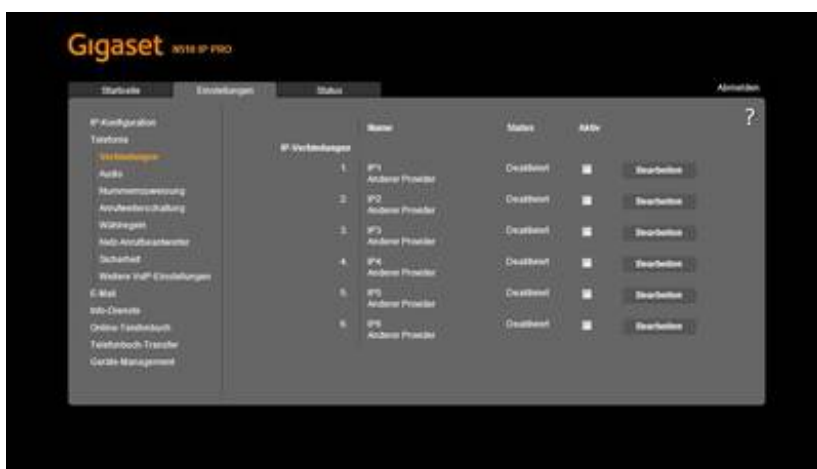 Gigaset N510 IP PRO
Startseite Einstellungen Status Abmelden
?
IP-Konfiguration
Telefonie
Verbindungen
Audio
Nummernzuweisung
Anrufweiterschaltung
Wählregeln
Netz-Anrufbeantworter
Sicherheit
Weitere VoIP-Einstellungen
E-Mail
Info-Dienste
Online-Telefonbuch
Telefonbuch-Transfer
Geräte-Management
Name Status Aktiv
IP-Verbindungen
1. IP1 Deaktiviert Bearbeiten
Anderer Provider
2. IP2 Deaktiviert Bearbeiten
Anderer Provider
3. IP3 Deaktiviert Bearbeiten
Anderer Provider
4. IP4 Deaktiviert Bearbeiten
Anderer Provider
5. IP5 Deaktiviert Bearbeiten
Anderer Provider
6. IP6 Deaktiviert Bearbeiten
Anderer Provider